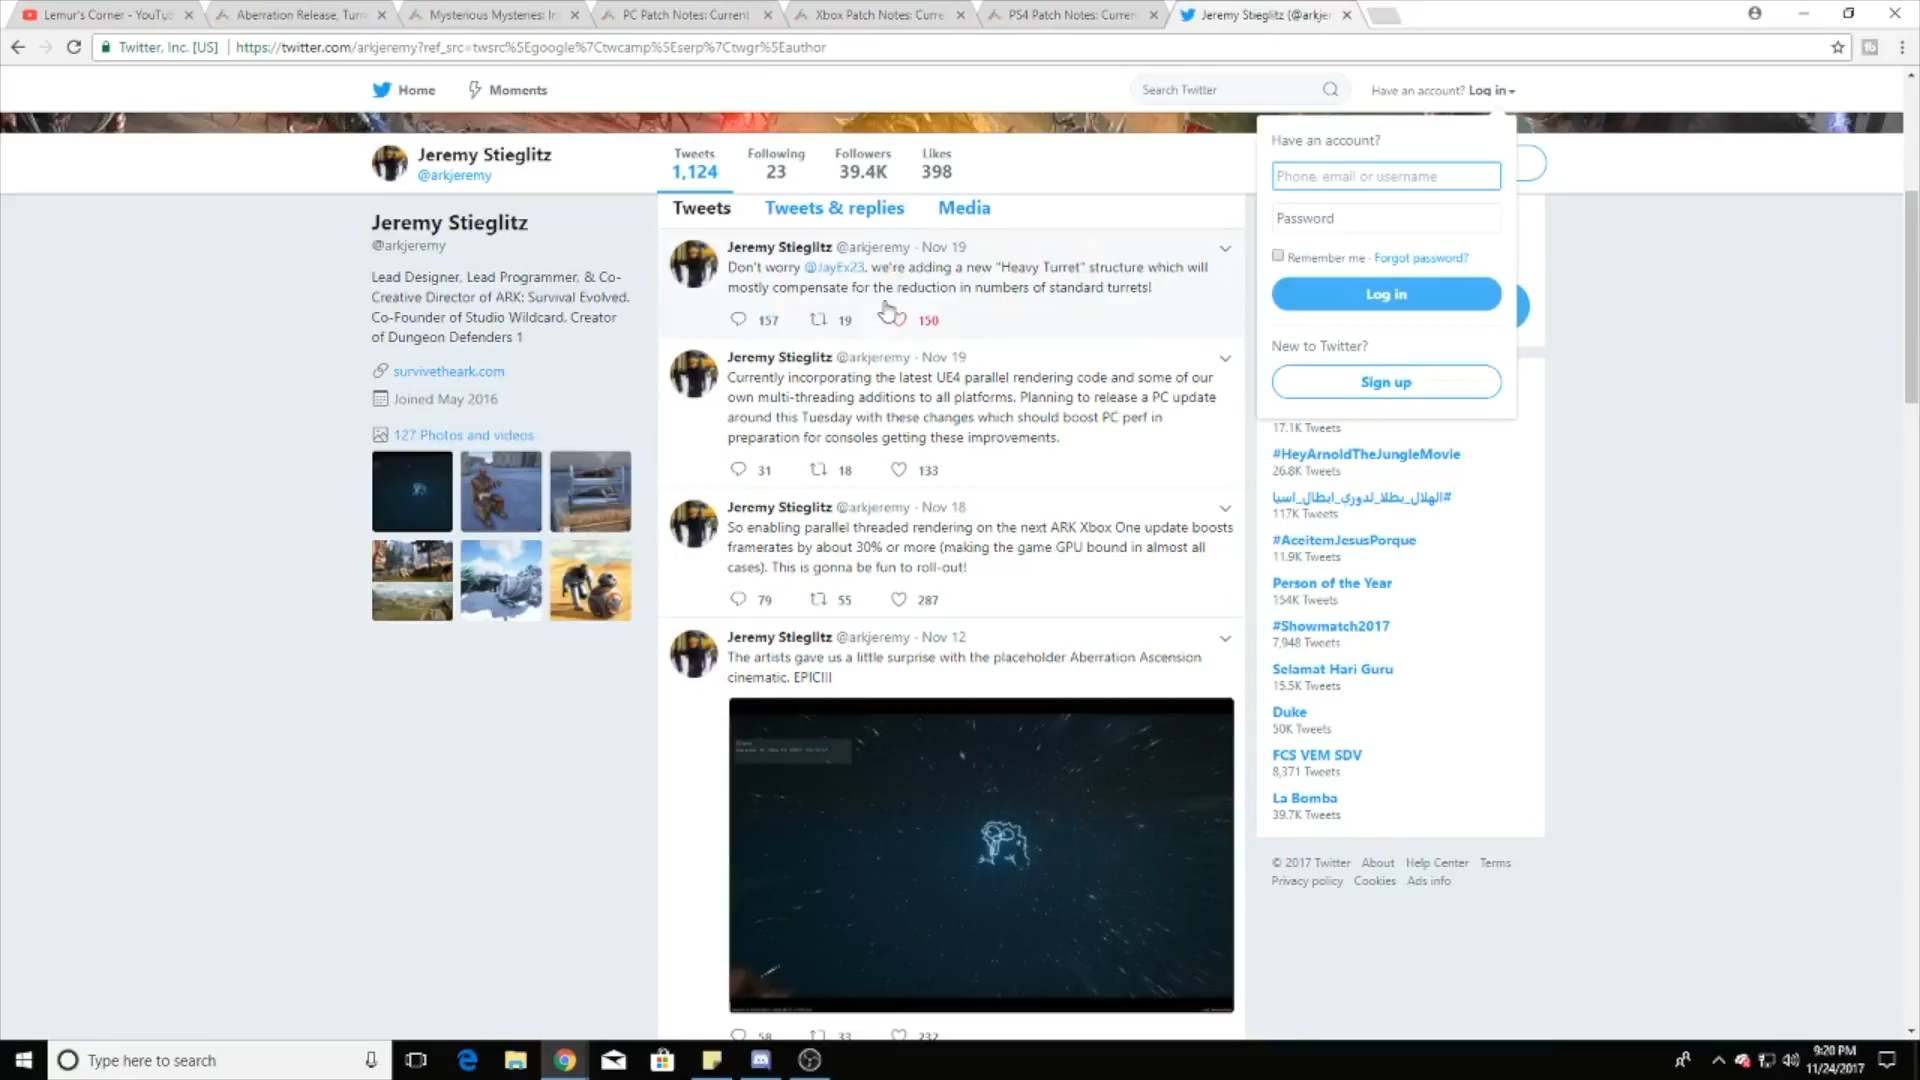 Lemur's Corner - YouTu
Aberration Release, Turr
Mysterious Mysteries: In
PC Patch Notes: Current
Xbox Patch Notes: Curre
PS4 Patch Notes: Curren
Jeremy Stieglitz (@arkje
Twitter, Inc. [US] | https://twitter.com/arkjeremy?ref_src=twsrc%5Egoogle%7Ctwcamp%5Eserp%7Ctwgr%5Eauthor
Home
Moments
Search Twitter
Have an account? Log in
Jeremy Stieglitz
@arkjeremy
Tweets
1,124
Following
23
Followers
39.4K
Likes
398
Jeremy Stieglitz
@arkjeremy
Lead Designer, Lead Programmer, & Co-
Creative Director of ARK: Survival Evolved.
Co-Founder of Studio Wildcard. Creator
of Dungeon Defenders 1
survivetheark.com
Joined May 2016
127 Photos and videos
Tweets
Tweets & replies
Media
Jeremy Stieglitz @arkjeremy · Nov 19
Don't worry @JayEx23, we're adding a new "Heavy Turret" structure which will
mostly compensate for the reduction in numbers of standard turrets!
157
19
150
Jeremy Stieglitz @arkjeremy · Nov 19
Currently incorporating the latest UE4 parallel rendering code and some of our
own multi-threading additions to all platforms. Planning to release a PC update
around this Tuesday with these changes which should boost PC perf in
preparation for consoles getting these improvements.
31
18
133
Jeremy Stieglitz @arkjeremy · Nov 18
So enabling parallel threaded rendering on the next ARK Xbox One update boosts
framerates by about 30% or more (making the game GPU bound in almost all
cases). This is gonna be fun to roll-out!
79
55
287
Jeremy Stieglitz @arkjeremy · Nov 12
The artists gave us a little surprise with the placeholder Aberration Ascension
cinematic. EPIC!!!
58
33
232
Have an account?
Phone, email or username
Password
Remember me · Forgot password?
Log in
New to Twitter?
Sign up
17.1K Tweets
#HeyArnoldTheJungleMovie
26.8K Tweets
#الهلال_بطلا_لدوري_ابطال_اسيا
117K Tweets
#AceitemJesusPorque
11.9K Tweets
Person of the Year
154K Tweets
#Showmatch2017
7,948 Tweets
Selamat Hari Guru
15.5K Tweets
Duke
50K Tweets
FCS VEM SDV
8,371 Tweets
La Bomba
39.7K Tweets
© 2017 Twitter About Help Center Terms
Privacy policy Cookies Ads info
Type here to search
9:20 PM
11/24/2017